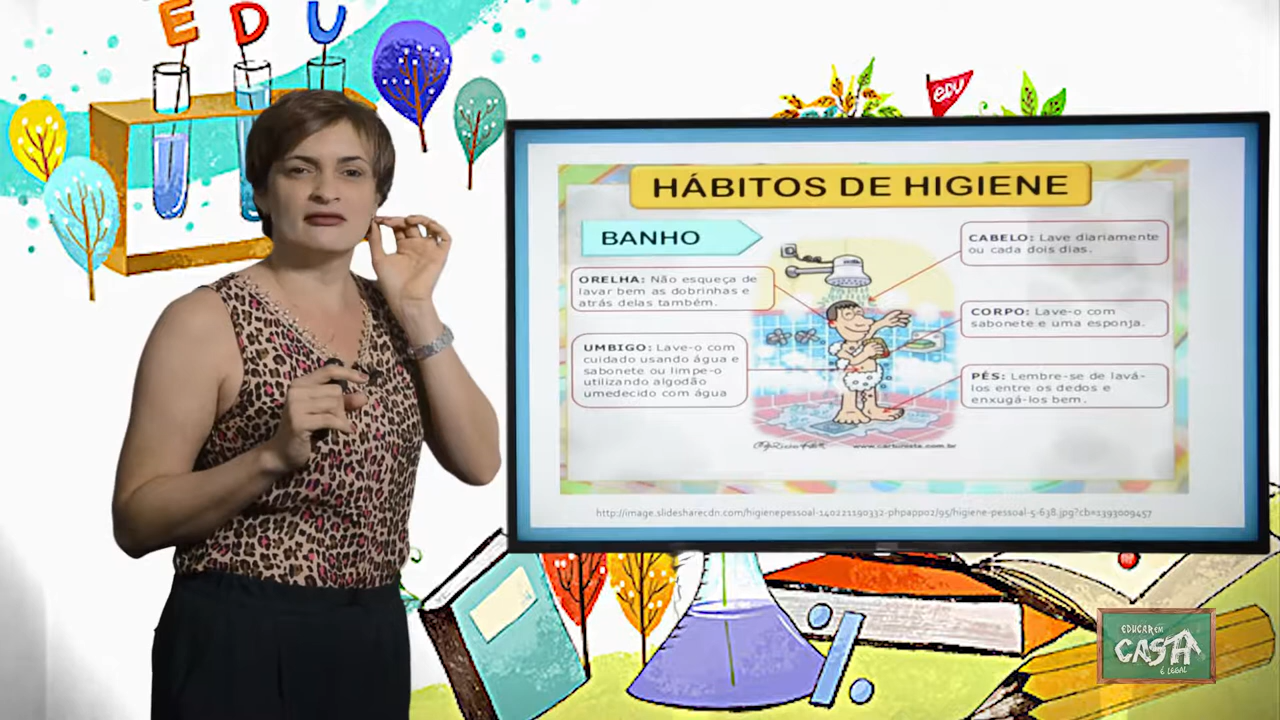 EDU
EDU
HÁBITOS DE HIGIENE
BANHO
ORELHA: Não esqueça de
lavar bem as dobrinhas e
atrás delas também.
UMBIGO: Lave-o com
cuidado usando água e
sabonete ou limpe-o
utilizando algodão
umedecido com água
CABELO: Lave diariamente
ou cada dois dias.
CORPO: Lave-o com
sabonete e uma esponja.
PÉS: Lembre-se de lavá-
los entre os dedos e
enxugá-los bem.
www.cartunista.com.br
http://image.slidesharecdn.com/higienepessoal-140221190332-phpapp02/95/higiene-pessoal-5-638.jpg?cb=1393009457
EDUCAR EM
CASA
É LEGAL